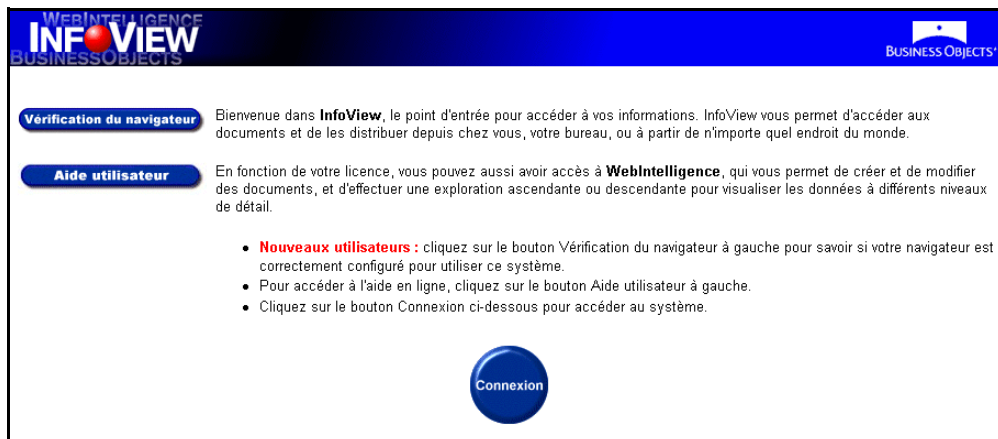 WEBINTELLIGENCE
INFOVIEW
BUSINESSOBJECTS
BUSINESS OBJECTS
Vérification du navigateur
Bienvenue dans InfoView, le point d'entrée pour accéder à vos informations. InfoView vous permet d'accéder aux
documents et de les distribuer depuis chez vous, votre bureau, ou à partir de n'importe quel endroit du monde.
Aide utilisateur
En fonction de votre licence, vous pouvez aussi avoir accès à WebIntelligence, qui vous permet de créer et de modifier
des documents, et d'effectuer une exploration ascendante ou descendante pour visualiser les données à différents niveaux
de détail.
• Nouveaux utilisateurs : cliquez sur le bouton Vérification du navigateur à gauche pour savoir si votre navigateur est
correctement configuré pour utiliser ce système.
• Pour accéder à l'aide en ligne, cliquez sur le bouton Aide utilisateur à gauche.
• Cliquez sur le bouton Connexion ci-dessous pour accéder au système.
Connexion